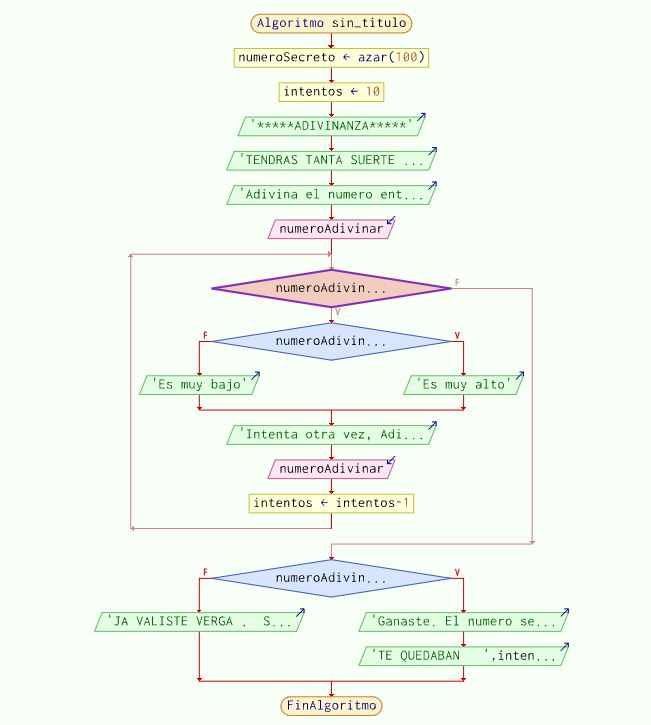 Algoritmo sin_titulo
numeroSecreto ← azar(100)
intentos ← 10
'*****ADIVINANZA*****'
'TENDRAS TANTA SUERTE ...
'Adivina el numero ent...
numeroAdivinar
numeroAdivin...
F
V
numeroAdivin...
F V
'Es muy bajo' 'Es muy alto'
'Intenta otra vez, Adi...
numeroAdivinar
intentos ← intentos-1
numeroAdivin...
F V
'JA VALISTE VERGA .  S... 'Ganaste. El numero se...
'TE QUEDABAN   ',inten...
FinAlgoritmo